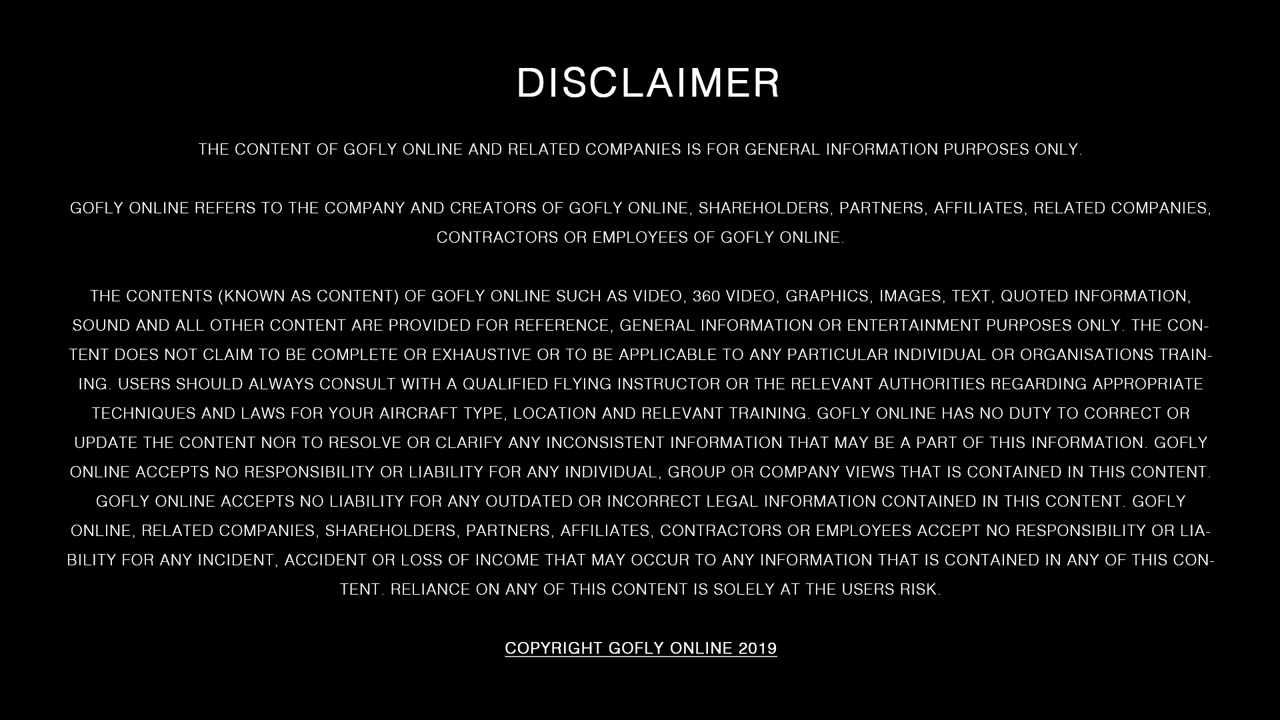 DISCLAIMER
THE CONTENT OF GOFLY ONLINE AND RELATED COMPANIES IS FOR GENERAL INFORMATION PURPOSES ONLY.
GOFLY ONLINE REFERS TO THE COMPANY AND CREATORS OF GOFLY ONLINE, SHAREHOLDERS, PARTNERS, AFFILIATES, RELATED COMPANIES,
CONTRACTORS OR EMPLOYEES OF GOFLY ONLINE.
THE CONTENTS (KNOWN AS CONTENT) OF GOFLY ONLINE SUCH AS VIDEO, 360 VIDEO, GRAPHICS, IMAGES, TEXT, QUOTED INFORMATION,
SOUND AND ALL OTHER CONTENT ARE PROVIDED FOR REFERENCE, GENERAL INFORMATION OR ENTERTAINMENT PURPOSES ONLY. THE CON-
TENT DOES NOT CLAIM TO BE COMPLETE OR EXHAUSTIVE OR TO BE APPLICABLE TO ANY PARTICULAR INDIVIDUAL OR ORGANISATIONS TRAIN-
ING. USERS SHOULD ALWAYS CONSULT WITH A QUALIFIED FLYING INSTRUCTOR OR THE RELEVANT AUTHORITIES REGARDING APPROPRIATE
TECHNIQUES AND LAWS FOR YOUR AIRCRAFT TYPE, LOCATION AND RELEVANT TRAINING. GOFLY ONLINE HAS NO DUTY TO CORRECT OR
UPDATE THE CONTENT NOR TO RESOLVE OR CLARIFY ANY INCONSISTENT INFORMATION THAT MAY BE A PART OF THIS INFORMATION. GOFLY
ONLINE ACCEPTS NO RESPONSIBILITY OR LIABILITY FOR ANY INDIVIDUAL, GROUP OR COMPANY VIEWS THAT IS CONTAINED IN THIS CONTENT.
GOFLY ONLINE ACCEPTS NO LIABILITY FOR ANY OUTDATED OR INCORRECT LEGAL INFORMATION CONTAINED IN THIS CONTENT. GOFLY
ONLINE, RELATED COMPANIES, SHAREHOLDERS, PARTNERS, AFFILIATES, CONTRACTORS OR EMPLOYEES ACCEPT NO RESPONSIBILITY OR LIA-
BILITY FOR ANY INCIDENT, ACCIDENT OR LOSS OF INCOME THAT MAY OCCUR TO ANY INFORMATION THAT IS CONTAINED IN ANY OF THIS CON-
TENT. RELIANCE ON ANY OF THIS CONTENT IS SOLELY AT THE USERS RISK.
COPYRIGHT GOFLY ONLINE 2019